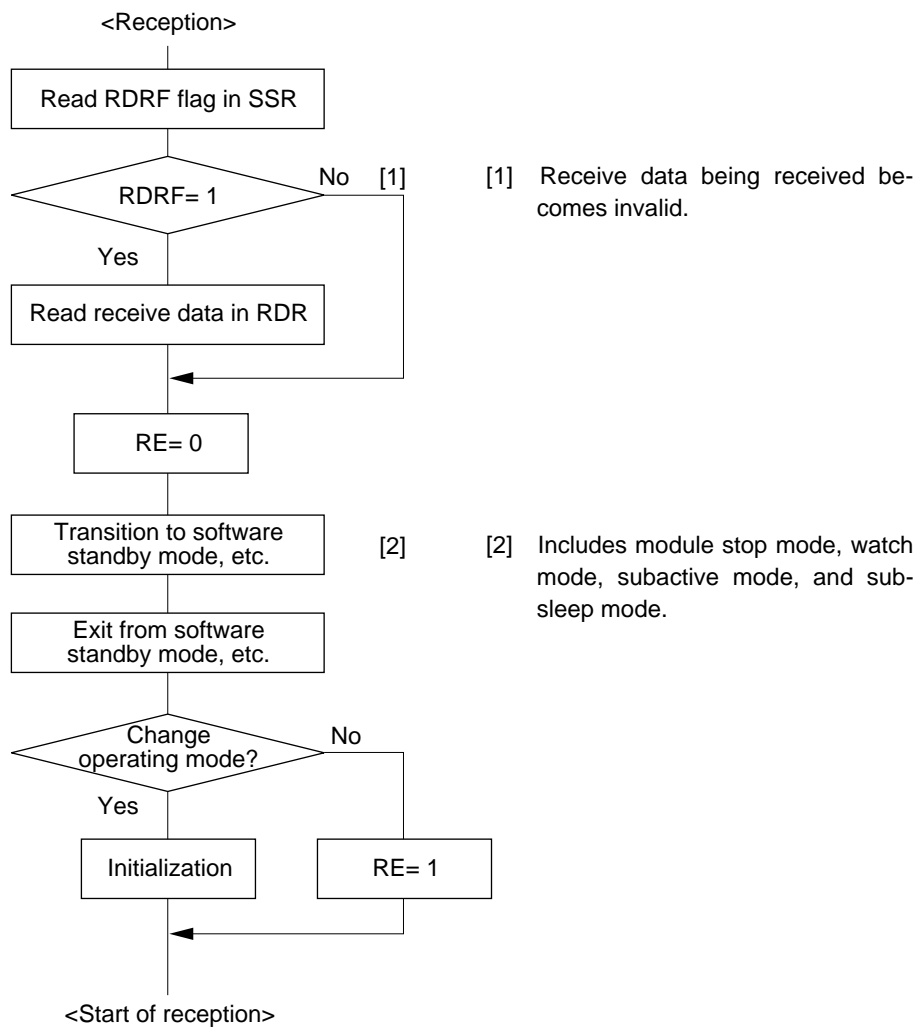 <Reception>
Read RDRF flag in SSR
RDRF= 1
No
[1]
[1] Receive data being received be-
comes invalid.
Yes
Read receive data in RDR
RE= 0
Transition to software
standby mode, etc.
[2]
[2] Includes module stop mode, watch
mode, subactive mode, and sub-
sleep mode.
Exit from software
standby mode, etc.
Change
operating mode?
No
Yes
Initialization
RE= 1
<Start of reception>